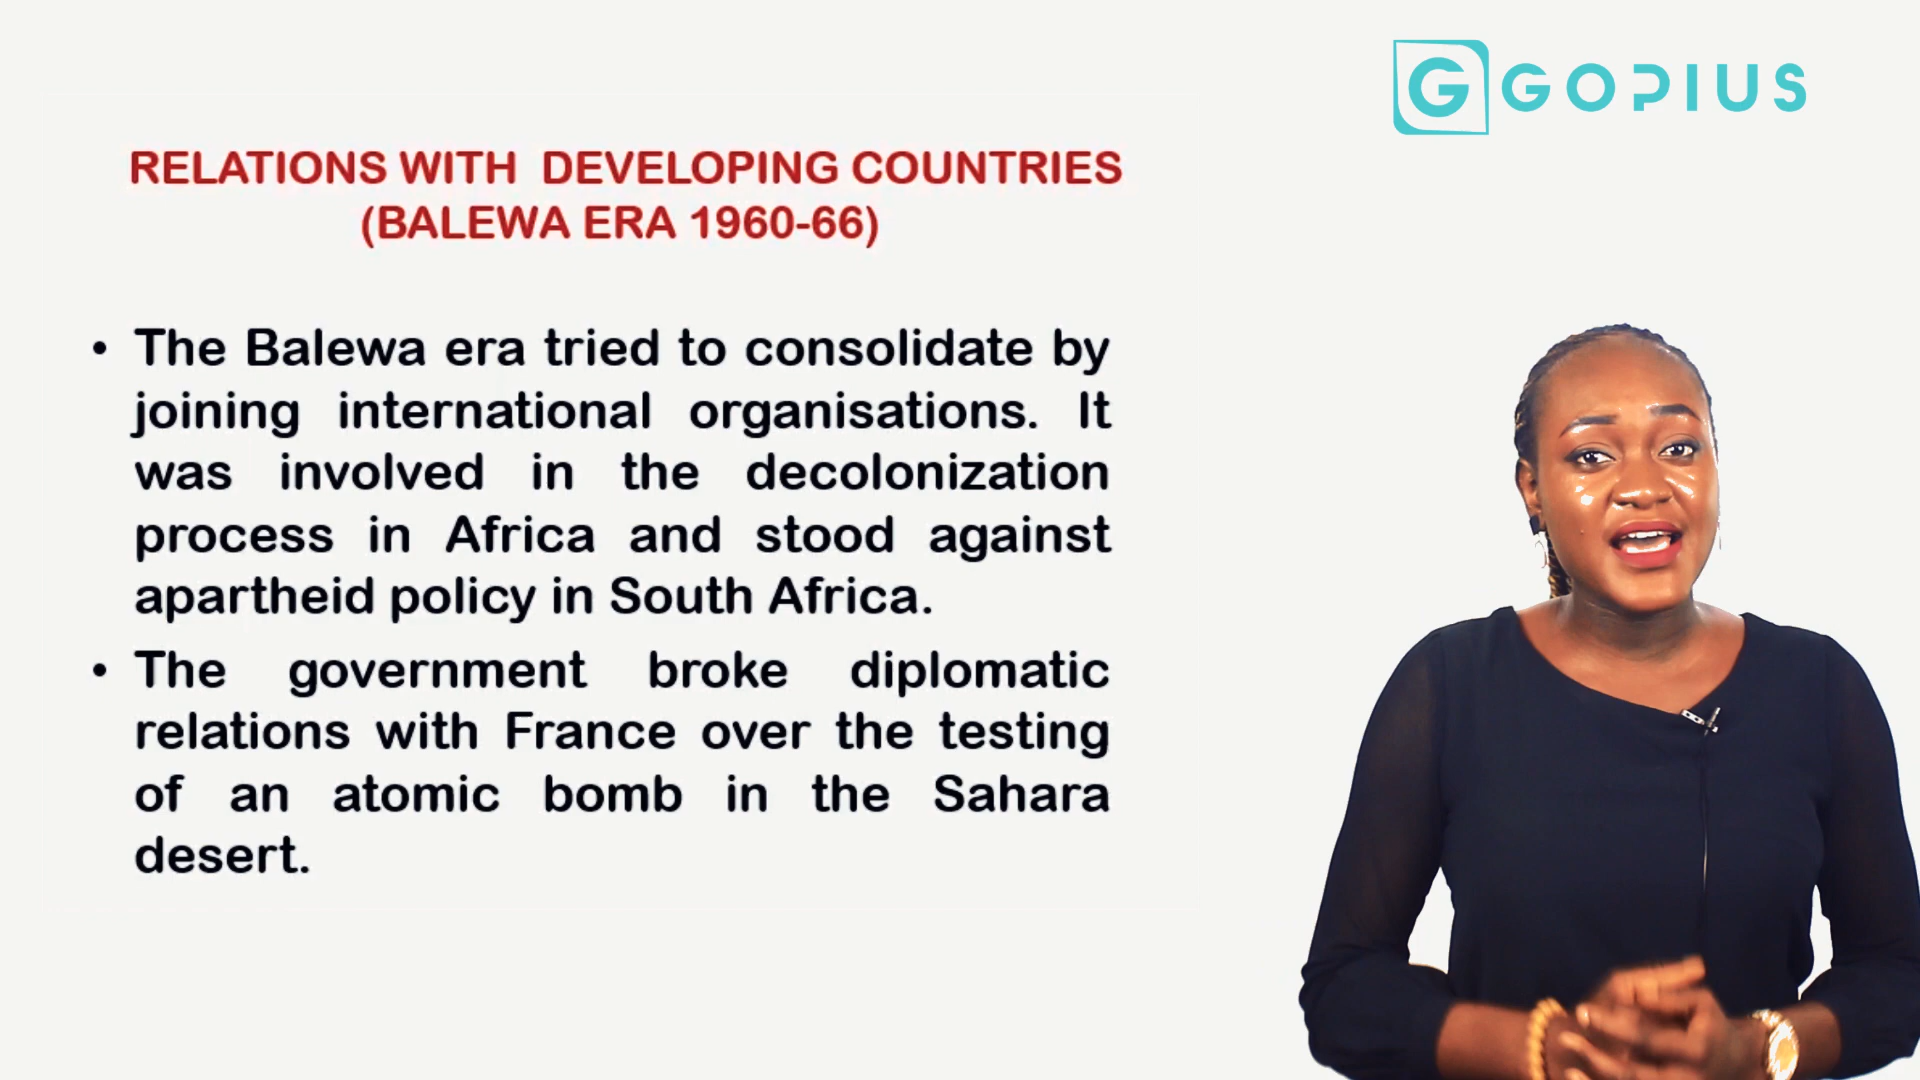 G GOPIUS
RELATIONS WITH DEVELOPING COUNTRIES
(BALEWA ERA 1960-66)
• The Balewa era tried to consolidate by
joining international organisations. It
was involved in the decolonization
process in Africa and stood against
apartheid policy in South Africa.
• The government broke diplomatic
relations with France over the testing
of an atomic bomb in the Sahara
desert.